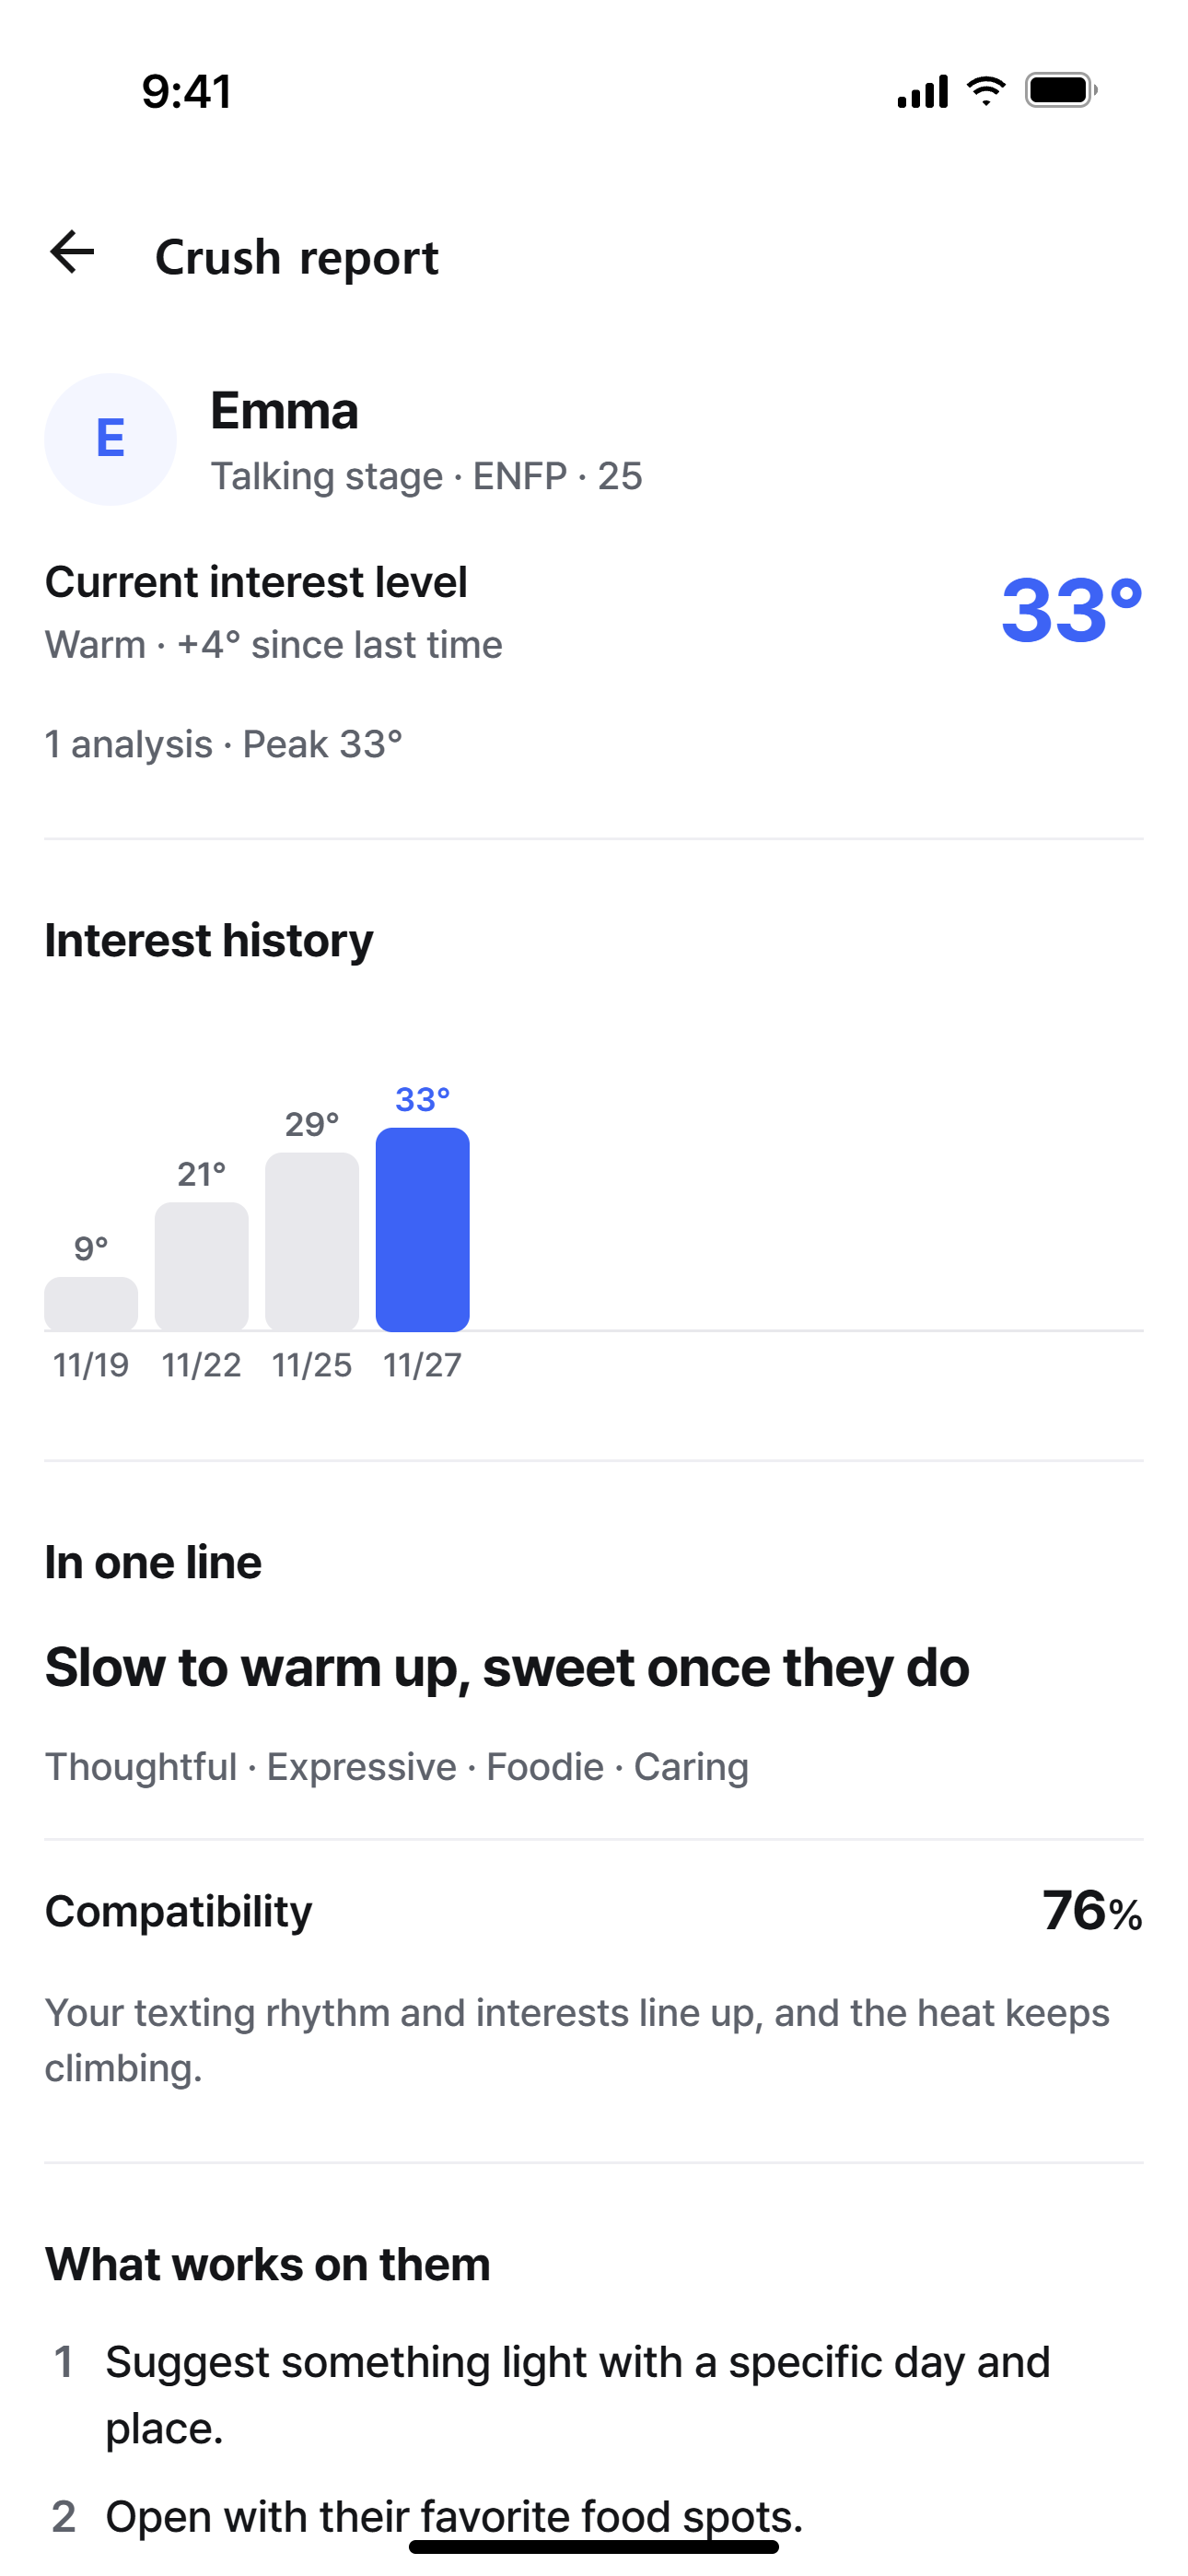 9:41
Crush report
E
Emma
Talking stage · ENFP · 25
Current interest level
33°
Warm · +4° since last time
1 analysis · Peak 33°
Interest history
9°
21°
29°
33°
11/19
11/22
11/25
11/27
In one line
Slow to warm up, sweet once they do
Thoughtful · Expressive · Foodie · Caring
Compatibility
76%
Your texting rhythm and interests line up, and the heat keeps
climbing.
What works on them
1 Suggest something light with a specific day and
place.
2 Open with their favorite food spots.